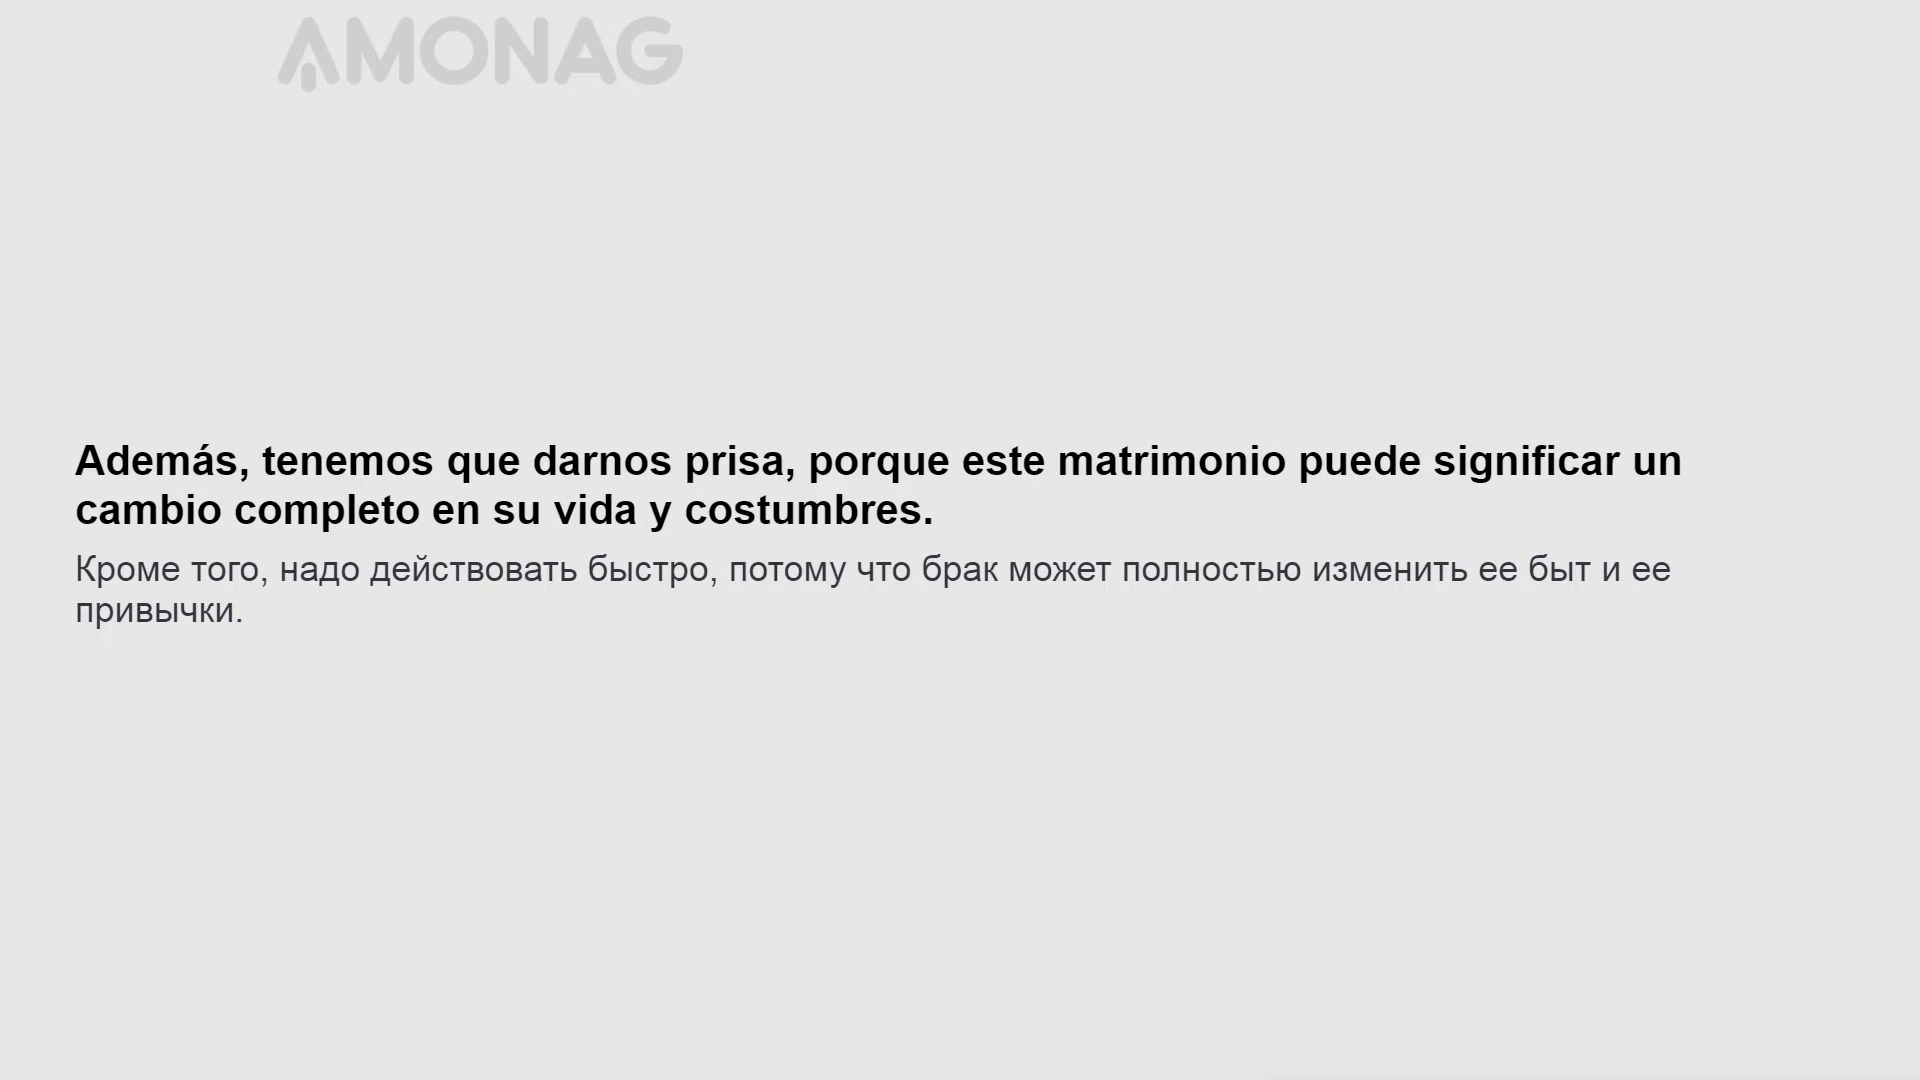 AMONAG
Además, tenemos que darnos prisa, porque este matrimonio puede significar un
cambio completo en su vida y costumbres.
Кроме того, надо действовать быстро, потому что брак может полностью изменить ее быт и ее
привычки.